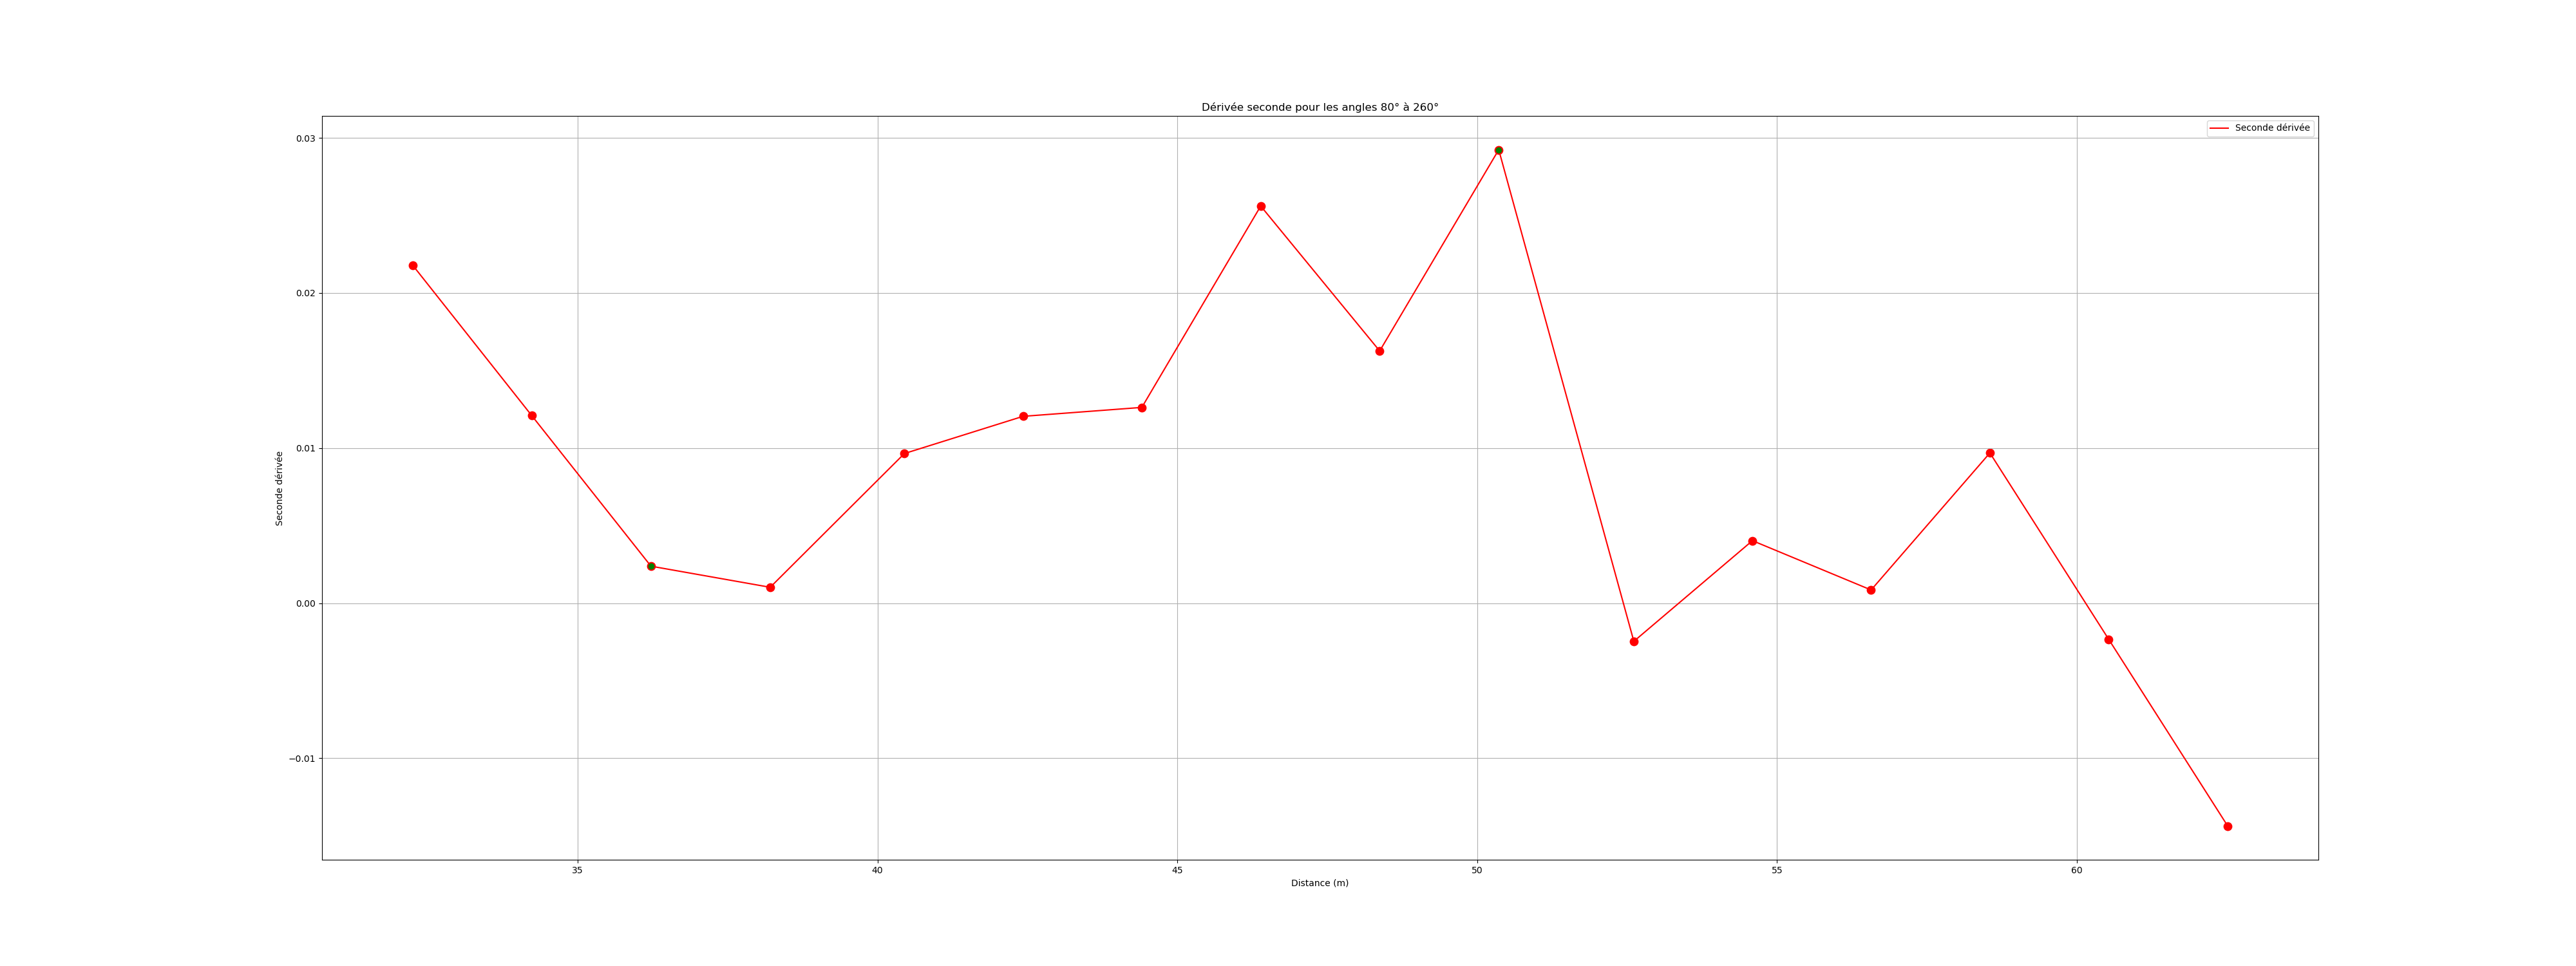 Dérivée seconde pour les angles 80° à 260°
Seconde dérivée
0.03
0.02
0.01
0.00
−0.01
Seconde dérivée
35
40
45
50
55
60
Distance (m)